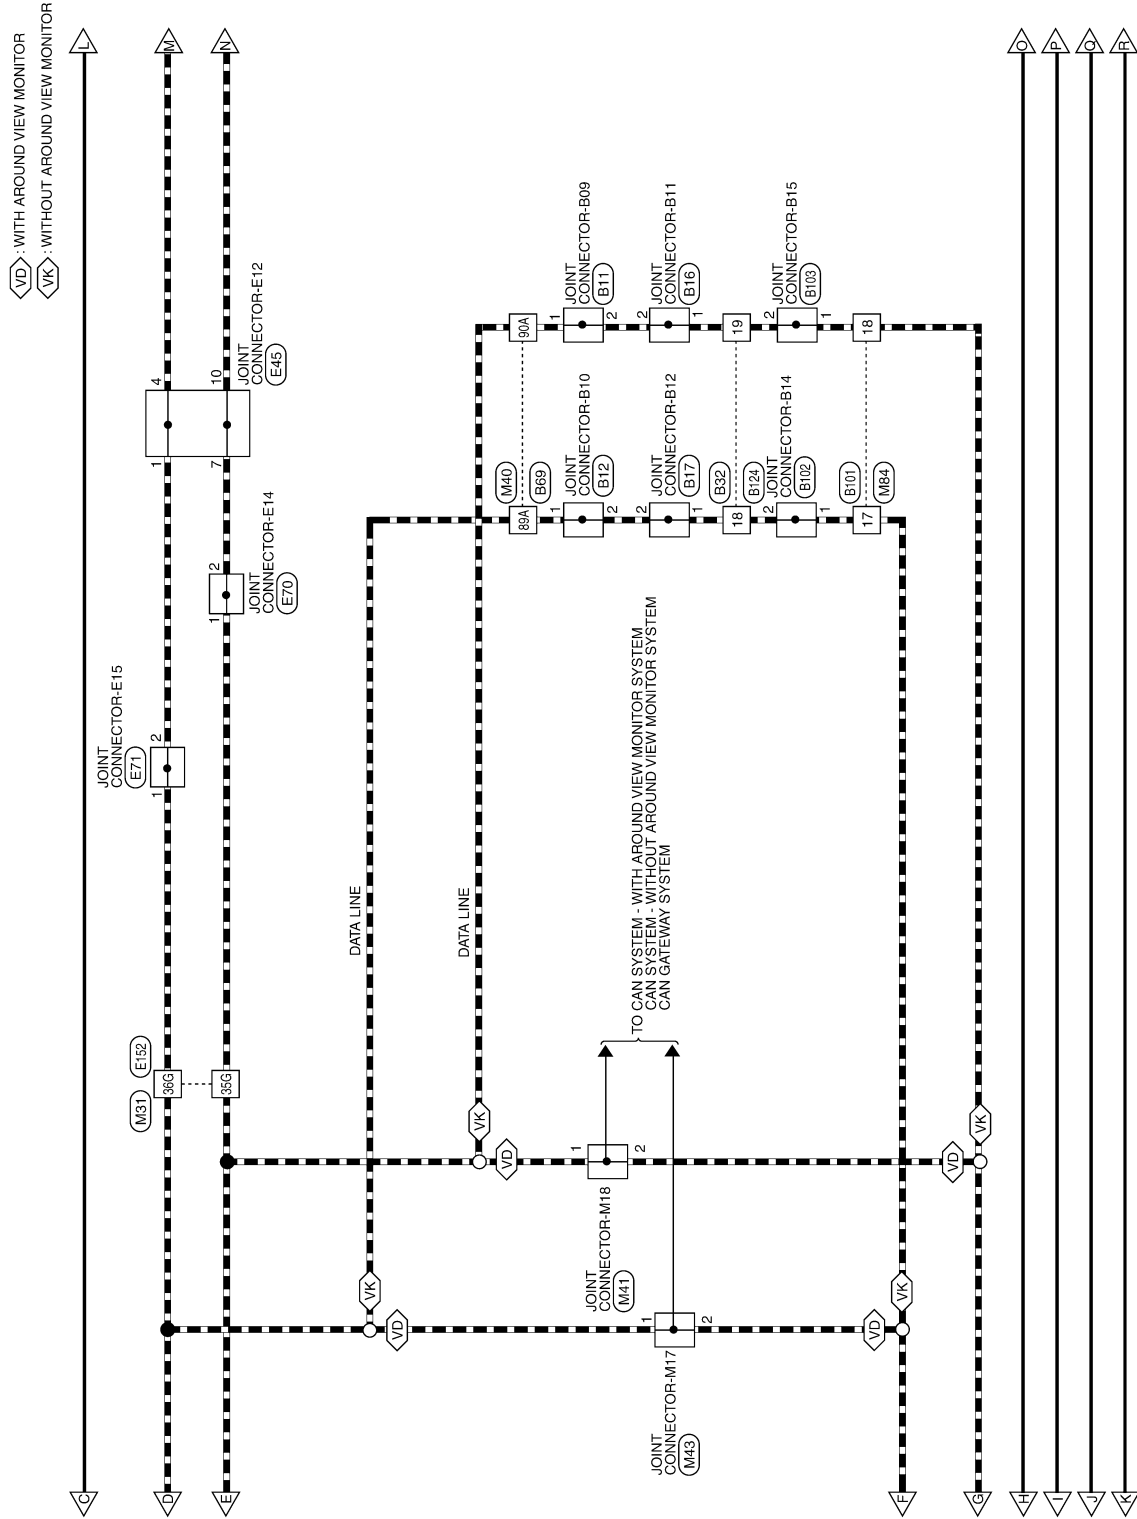 VD : WITH AROUND VIEW MONITOR
VK : WITHOUT AROUND VIEW MONITOR
C
L
D
M31
36G
E152
1
JOINT
CONNECTOR-E15
E71
2
1
4
M
E
35G
1
2
JOINT
CONNECTOR-E14
E70
7
10
JOINT
CONNECTOR-E12
E45
N
VK
DATA LINE
VD
VK
DATA LINE
VD
M40
B69
89A
90A
1
JOINT
CONNECTOR-B10
B12
2
1
JOINT
CONNECTOR-B09
B11
2
JOINT
CONNECTOR-M18
M41
1
2
TO CAN SYSTEM - WITH AROUND VIEW MONITOR SYSTEM
CAN SYSTEM - WITHOUT AROUND VIEW MONITOR SYSTEM
CAN GATEWAY SYSTEM
2
JOINT
CONNECTOR-B12
B17
1
2
JOINT
CONNECTOR-B11
B16
1
JOINT
CONNECTOR-M17
M43
1
2
B32
B124
18
19
2
JOINT
CONNECTOR-B14
B102
1
2
JOINT
CONNECTOR-B15
B103
1
B101
M84
17
18
VD
VK
F
VD
VK
G
H
O
I
P
J
Q
K
R